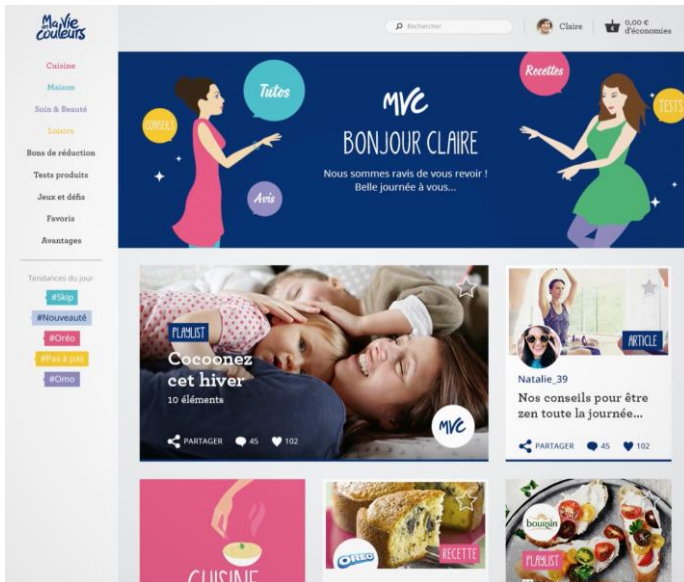 Ma Vie
en
Couleurs
Rechercher
Claire
0,00 €
d'économies
Cuisine
Maison
Soin & Beauté
Loisirs
Bons de réduction
Tests produits
Jeux et défis
Favoris
Avantages
Tendances du jour
#Skip
#Nouveauté
#Oréo
#Pas à pas
#Omo
CONSEILS
Tutos
Avis
MVC
BONJOUR CLAIRE
Nous sommes ravis de vous revoir !
Belle journée à vous...
Recettes
TESTS
PLAYLIST
Cocoonez
cet hiver
10 éléments
PARTAGER 45 102
MVC
ARTICLE
Natalie_39
Nos conseils pour être
zen toute la journée...
PARTAGER 45 102
CUISINE
OREO
RECETTE
boursin
PLAYLIST